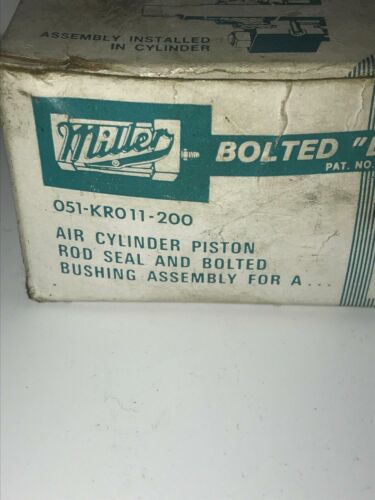 ASSEMBLY INSTALLED
IN CYLINDER
Miller
BOLTED "
PAT. NO.
051-KR011-200
AIR CYLINDER PISTON
ROD SEAL AND BOLTED
BUSHING ASSEMBLY FOR A...